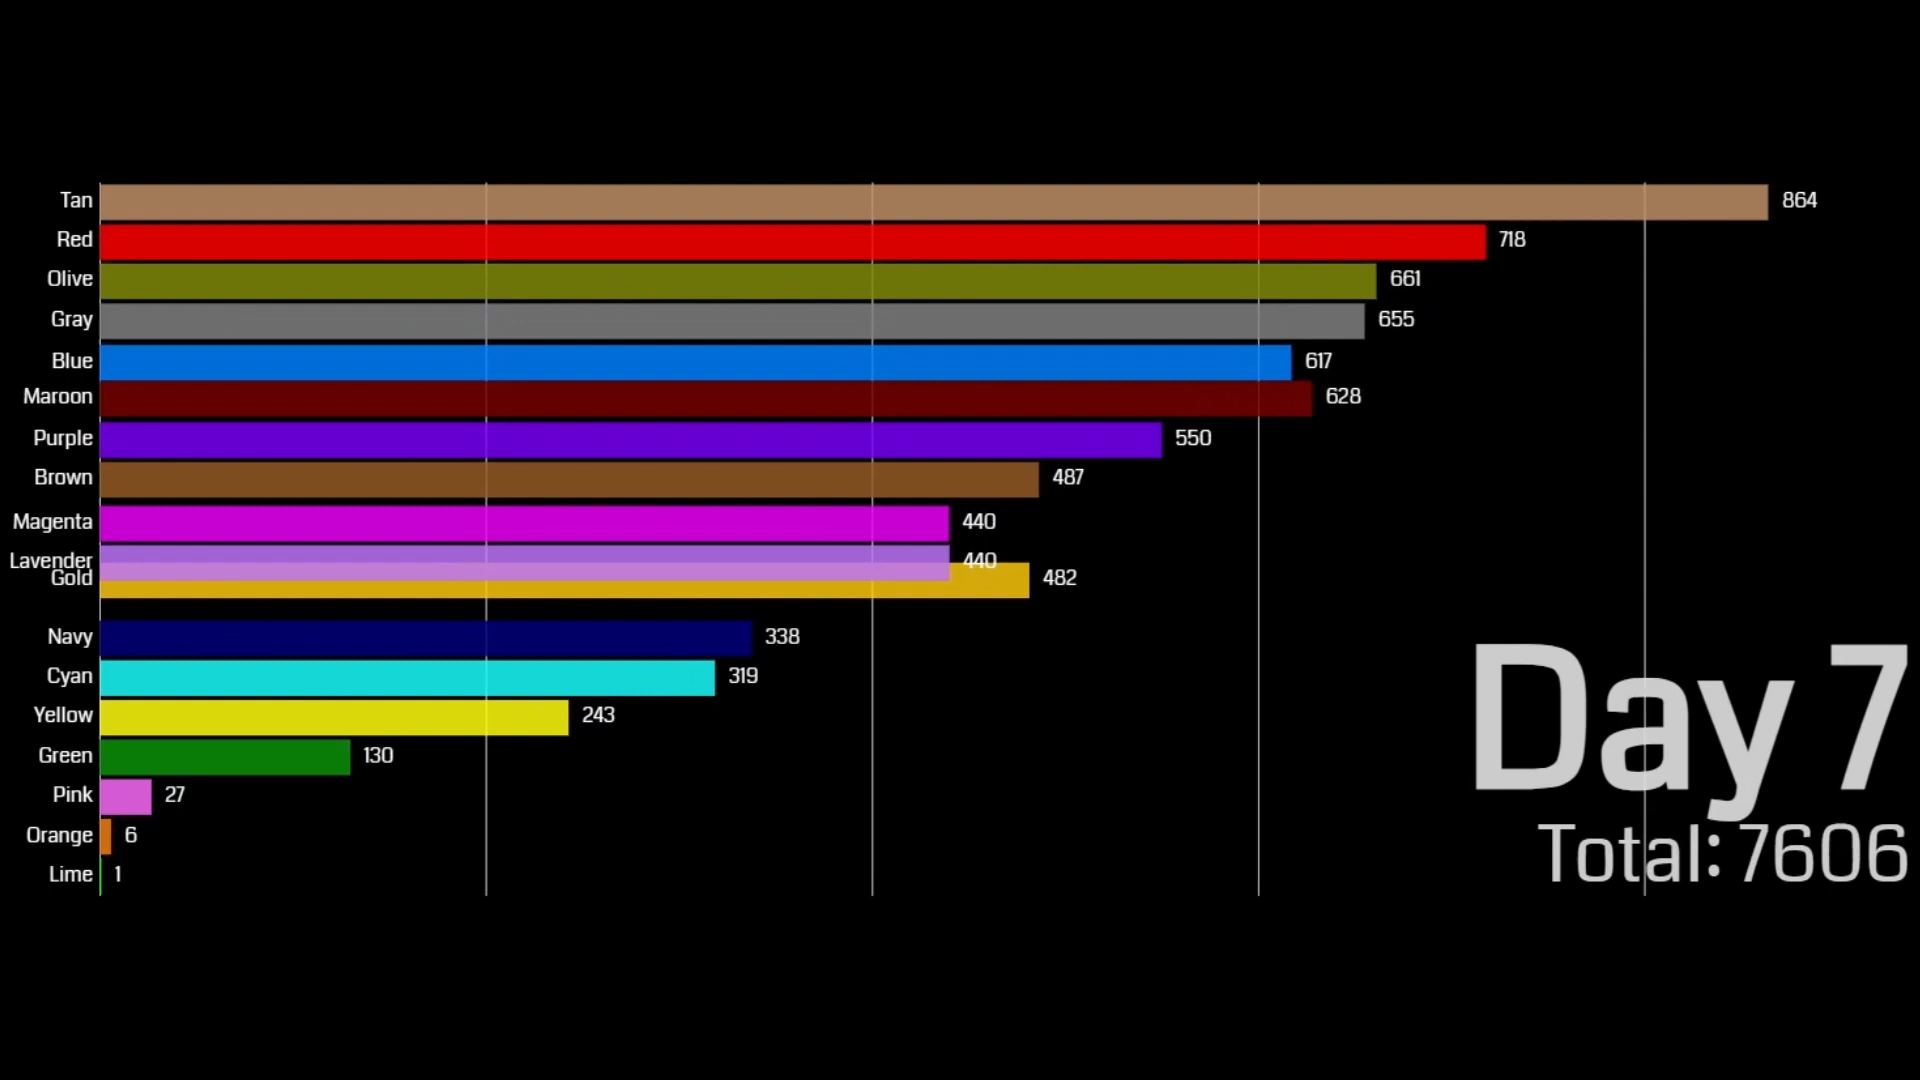 Tan 864
Red 718
Olive 661
Gray 655
Blue 617
Maroon 628
Purple 550
Brown 487
Magenta 440
Lavender 440
Gold 482
Navy 338
Cyan 319
Yellow 243
Green 130
Pink 27
Orange 6
Lime 1
Day 7
Total: 7606